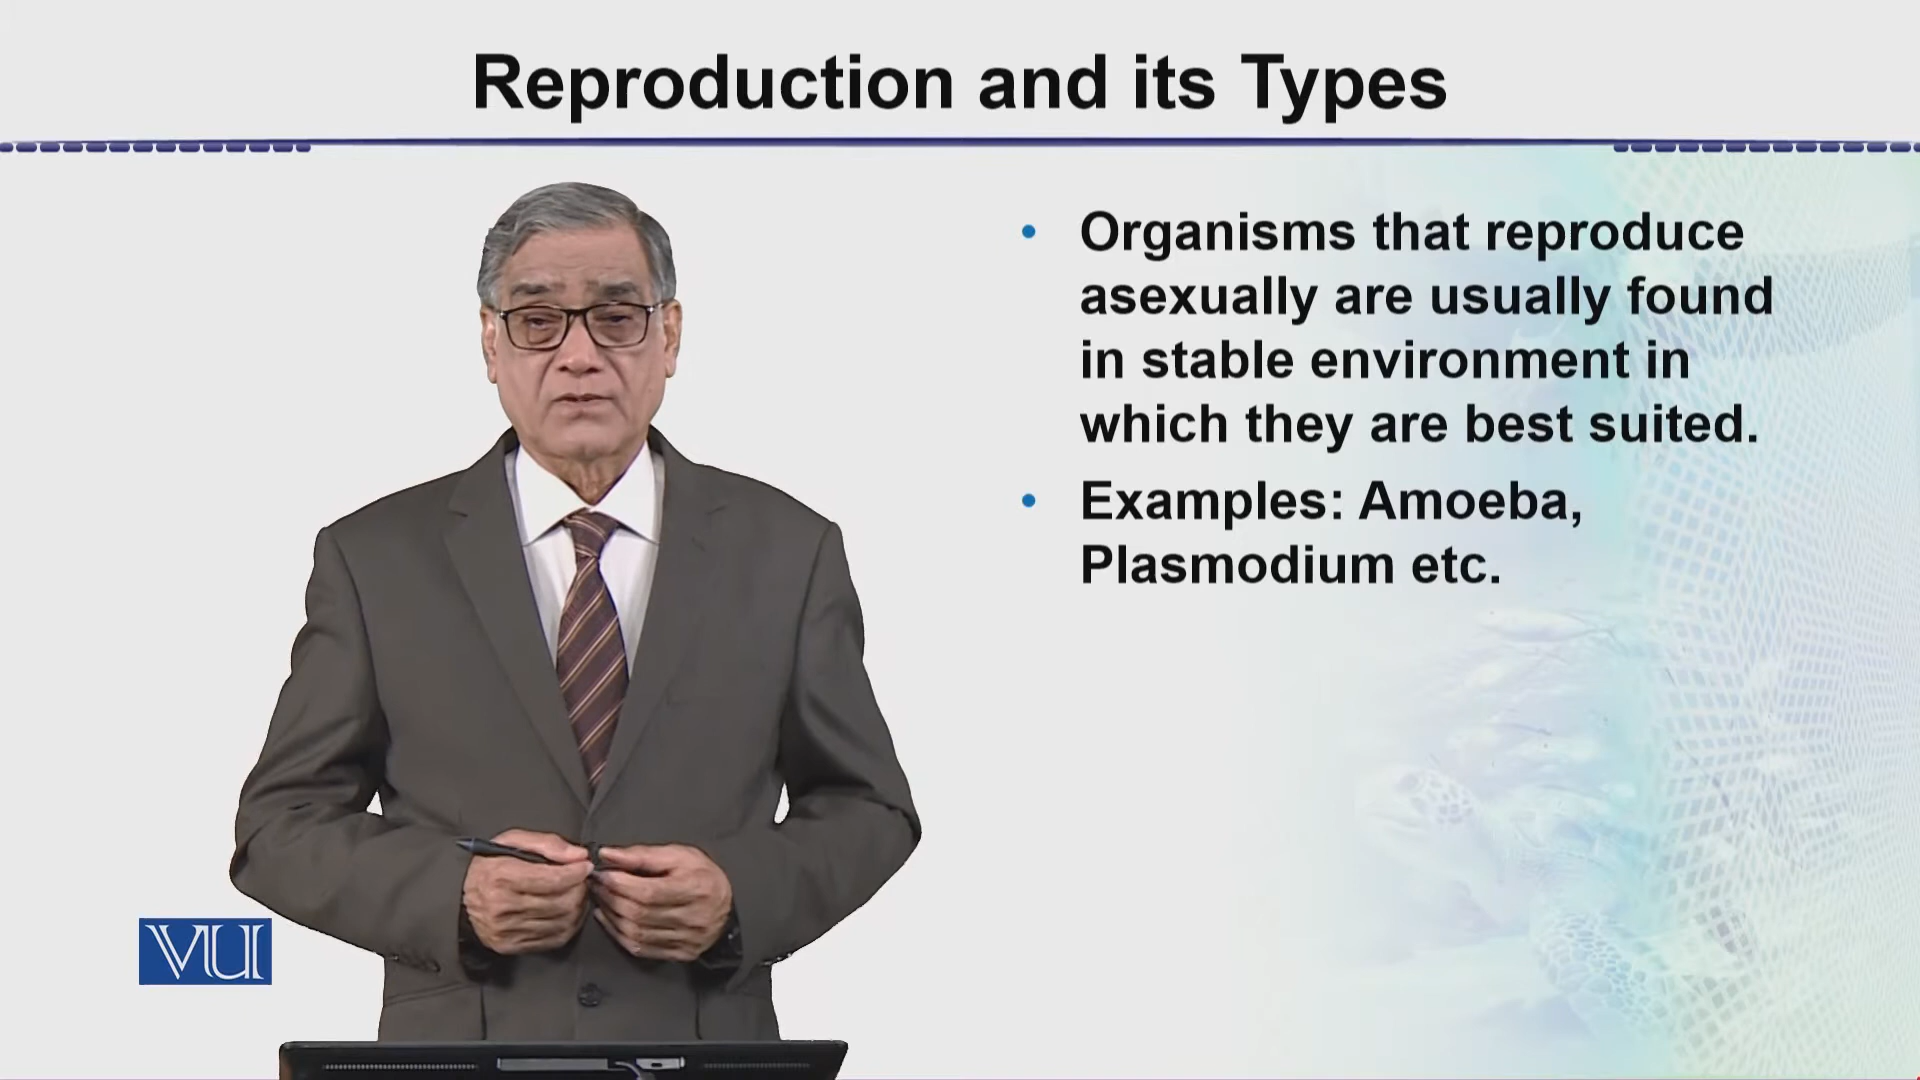 Reproduction and its Types
• Organisms that reproduce
asexually are usually found
in stable environment in
which they are best suited.
• Examples: Amoeba,
Plasmodium etc.
VU